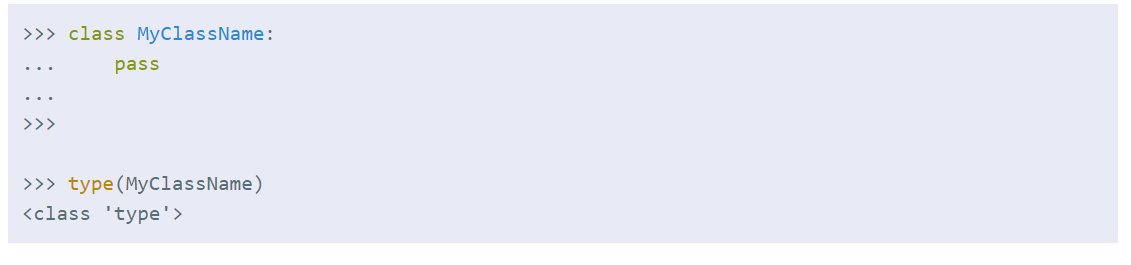 >>> class MyClassName:
...     pass
...
>>>
>>> type(MyClassName)
<class 'type'>